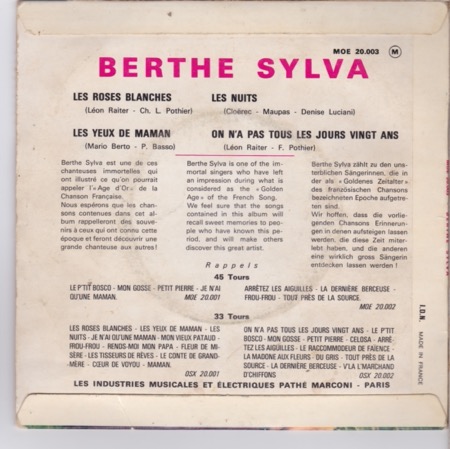 MOE 20.003 M
BERTHE SYLVA
LES ROSES BLANCHES
(Léon Raiter - Ch. L. Pothier)
LES NUITS
(Cloërec - Maupas - Denise Luciani)
LES YEUX DE MAMAN
(Mario Berto - P. Basso)
ON N'A PAS TOUS LES JOURS VINGT ANS
(Léon Raiter - F. Pothier)
Berthe Sylva est une de ces
chanteuses immortelles qui
ont illustré ce qu'on pourrait
appeler l'« Age d'Or » de la
Chanson Française.
Nous espérons que les chan-
sons contenues dans cet al-
bum rappelleront des souve-
nirs à ceux qui ont connu cette
époque et feront découvrir une
grande chanteuse aux autres !
Berthe Sylva is one of the im-
mortal singers who have left
an impression during what is
considered as the « Golden
Age » of the French Song.
We feel sure that the songs
contained in this album will
recall sweet memories to peo-
ple who have known this pe-
riod, and will make others
discover this great artist.
Berthe Sylva zählt zu den uns-
terblichen Sängerinnen, die in
der als « Goldenes Zeitalter »
des französischen Chansons
bezeichneten Epoche aufgetre-
ten sind.
Wir hoffen, dass die vorlie-
genden Chansons Erinnerun-
gen in denen aufsteigen lassen
werden, die diese Zeit miter-
lebt haben, und die anderen
eine wirklich gross Sängerin
entdecken lassen werden !
Rappels
45 Tours
LE P'TIT BOSCO - MON GOSSE - PETIT PIERRE - JE N'AI
QU'UNE MAMAN. MOE 20.001
ARRÊTEZ LES AIGUILLES - LA DERNIÈRE BERCEUSE -
FROU-FROU - TOUT PRÈS DE LA SOURCE.
MOE 20.002
33 Tours
LES ROSES BLANCHES - LES YEUX DE MAMAN - LES
NUITS - JE N'AI QU'UNE MAMAN - MON VIEUX PATAUD -
FROU-FROU - RENDS-MOI MON PAPA - FLEUR DE MI-
SÈRE - LES TISSEURS DE RÊVES - LE CONTE DE GRAND-
MÈRE - CŒUR DE VOYOU - MAMAN.
OSX 20.001
ON N'A PAS TOUS LES JOURS VINGT ANS - LE P'TIT
BOSCO - MON GOSSE - PETIT PIERRE - CELOSA - ARRÊ-
TEZ LES AIGUILLES - LE RACCOMMODEUR DE FAÏENCE -
LA MADONE AUX FLEURS - DU GRIS - TOUT PRÈS DE LA
SOURCE - LA DERNIÈRE BERCEUSE - V'LA L'MARCHAND
D'CHIFFONS OSX 20.002
LES INDUSTRIES MUSICALES ET ÉLECTRIQUES PATHÉ MARCONI - PARIS
I.D.N. MADE IN FRANCE